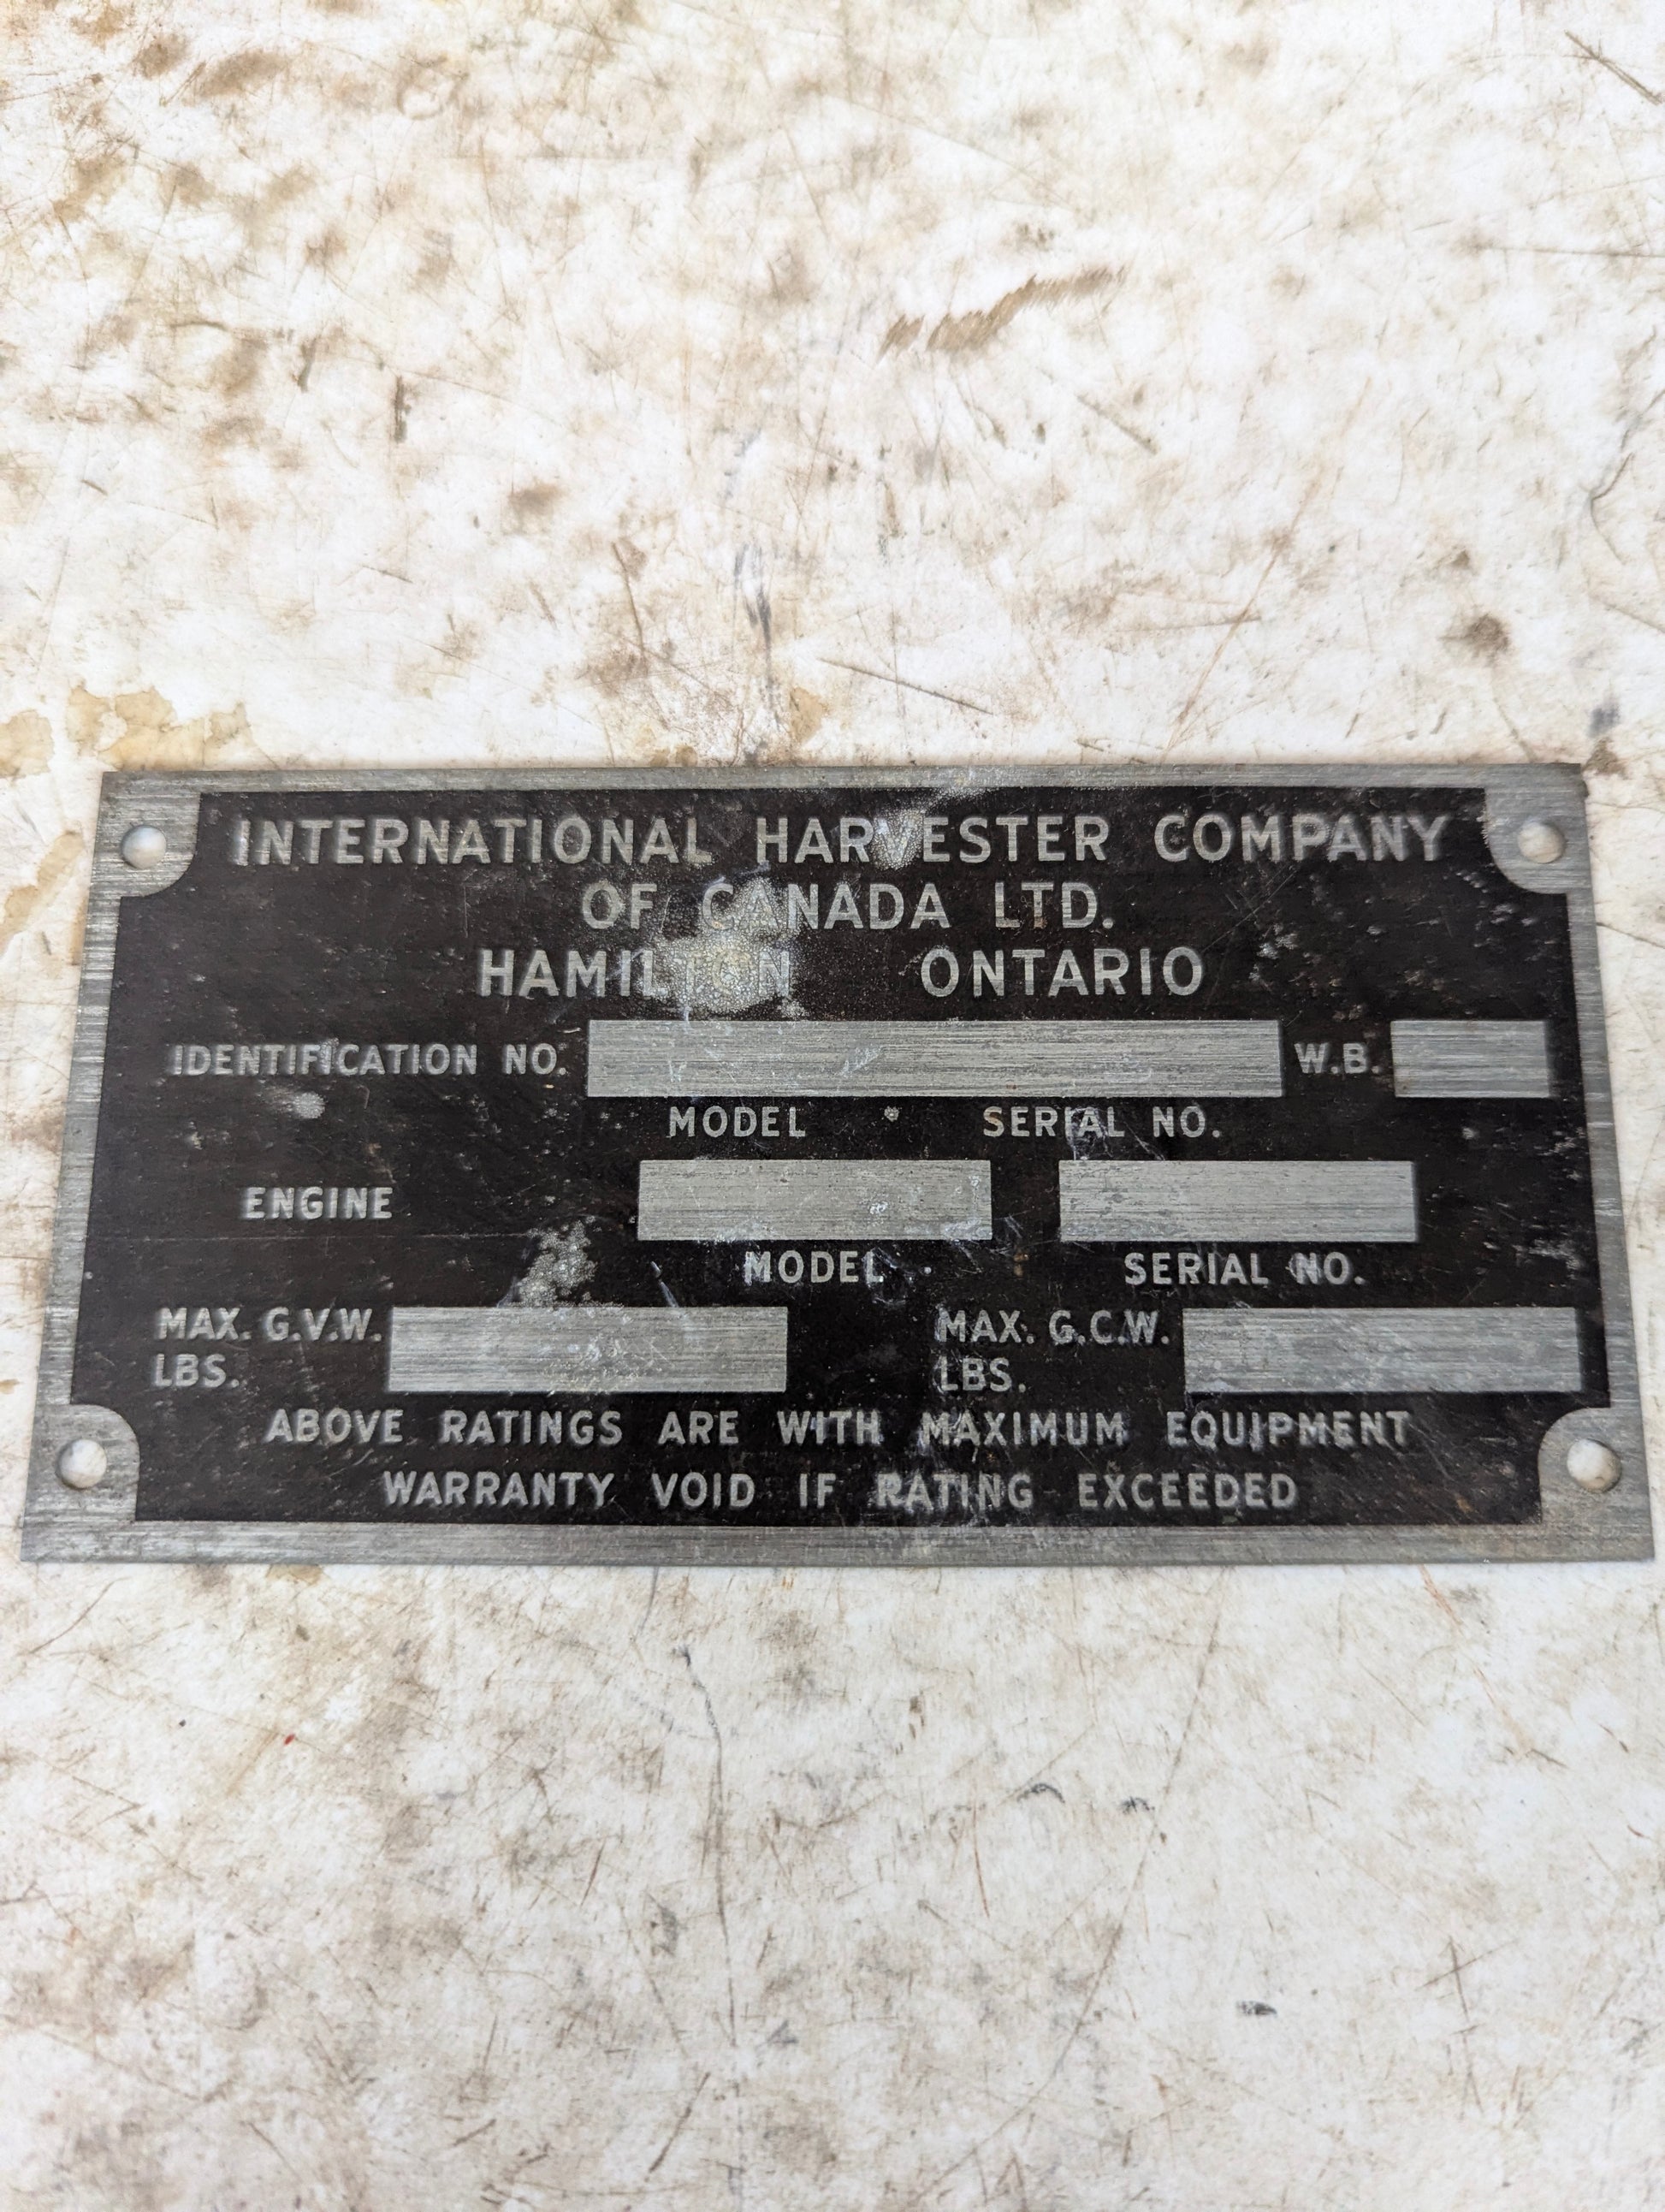 INTERNATIONAL HARVESTER COMPANY
OF CANADA LTD.
HAMILTON ONTARIO
IDENTIFICATION NO. W.B.
MODEL SERIAL NO.
ENGINE
MODEL SERIAL NO.
MAX. G.V.W. MAX. G.C.W.
LBS. LBS.
ABOVE RATINGS ARE WITH MAXIMUM EQUIPMENT
WARRANTY VOID IF RATING EXCEEDED